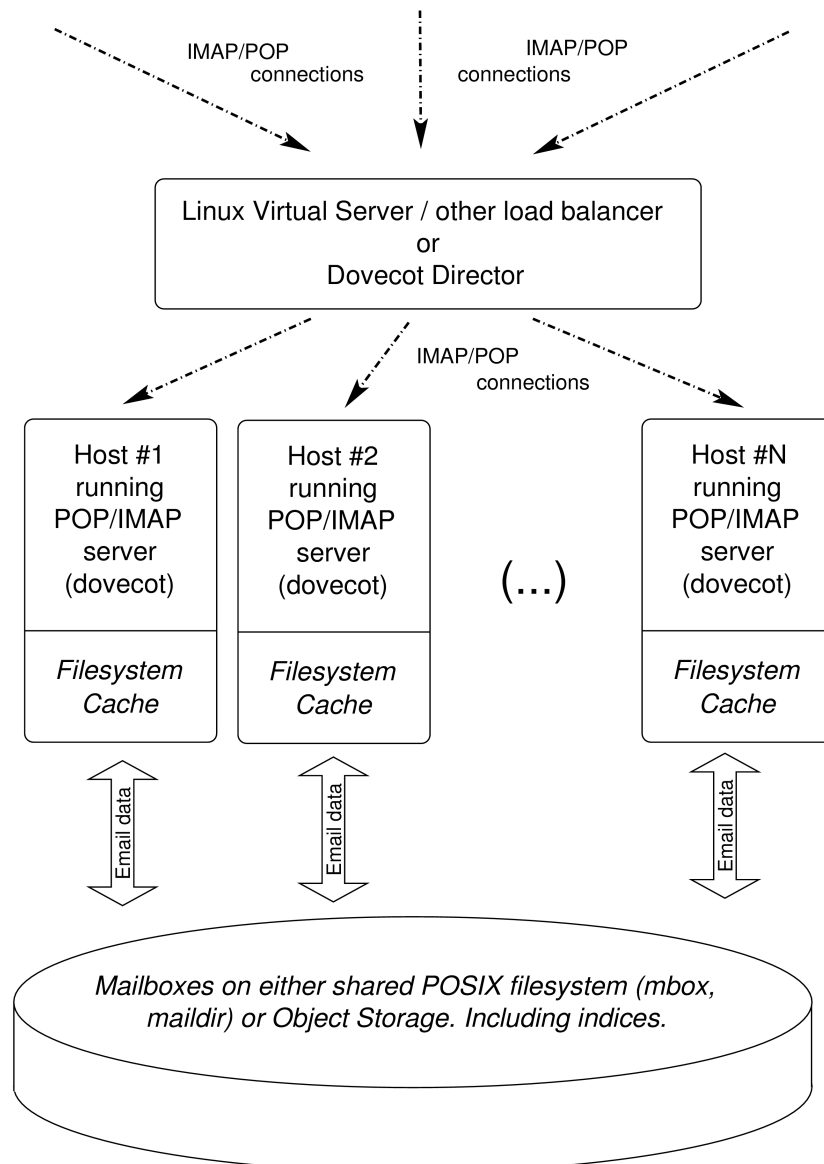 IMAP/POP
connections
IMAP/POP
connections
Linux Virtual Server / other load balancer
or
Dovecot Director
IMAP/POP
connections
Host #1
running
POP/IMAP
server
(dovecot)
Filesystem
Cache
Host #2
running
POP/IMAP
server
(dovecot)
Filesystem
Cache
(...)
Host #N
running
POP/IMAP
server
(dovecot)
Filesystem
Cache
Email data
Email data
Email data
Mailboxes on either shared POSIX filesystem (mbox,
maildir) or Object Storage. Including indices.